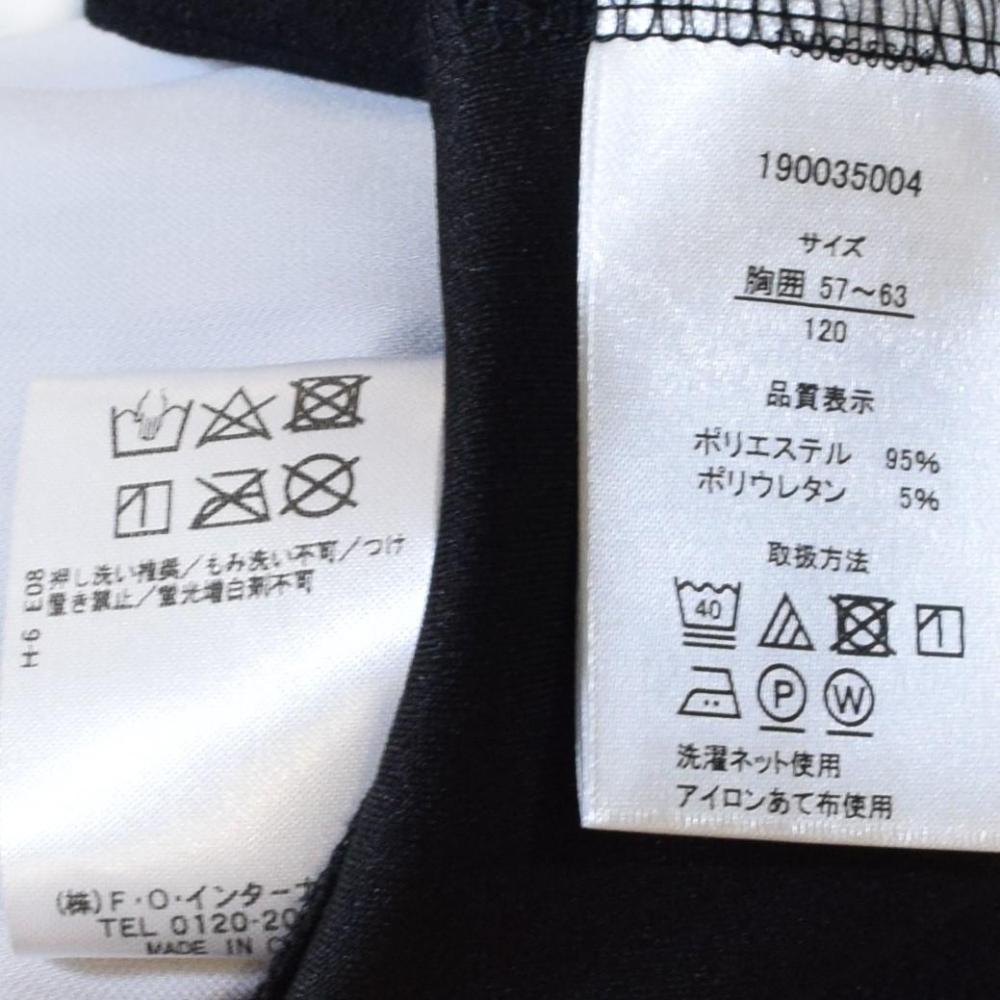 押し洗い推奨／もみ洗い不可／つけ
置き禁止／蛍光増白剤不可
H-6 E08
(株)F・O・インターナ
TEL 0120-20
MADE IN C
190035004
サイズ
胸囲 57～63
120
品質表示
ポリエステル 95%
ポリウレタン 5%
取扱方法
40
P W
洗濯ネット使用
アイロンあて布使用